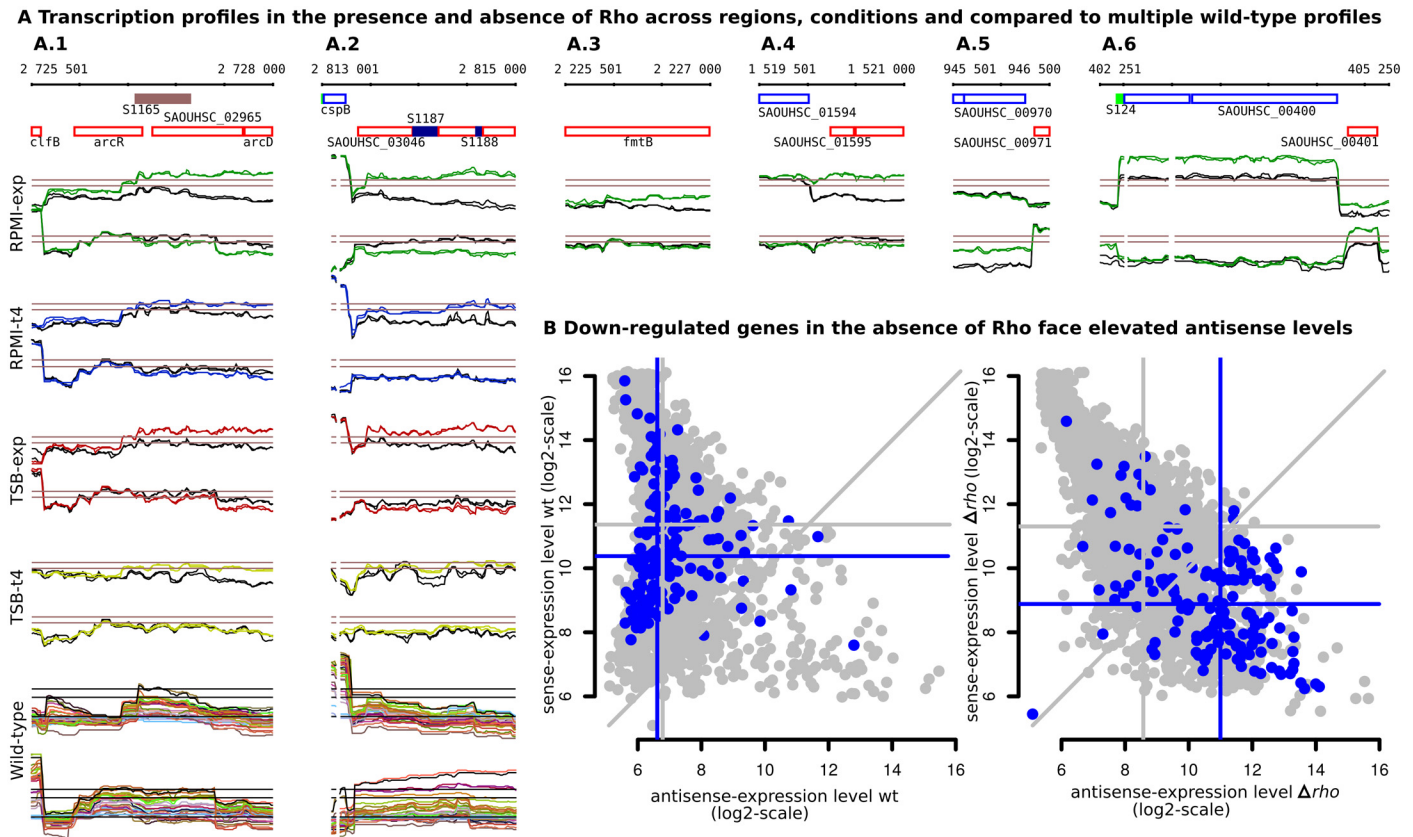 A Transcription profiles in the presence and absence of Rho across regions, conditions and compared to multiple wild-type profiles
A.1 A.2 A.3 A.4 A.5 A.6
2 725 501 2 728 000 2 813 001 2 815 000 2 225 501 2 227 000 1 519 501 1 521 000 945 501 946 500 402 251 405 250
S1165
SAOUHSC_02965
clfB arcR arcD
cspB
S1187
SAOUHSC_03046 S1188
fmtB
SAOUHSC_01594
SAOUHSC_01595
SAOUHSC_00970
SAOUHSC_00971
S124 SAOUHSC_00400
SAOUHSC_00401
RPMI-exp
RPMI-t4
TSB-exp
TSB-t4
Wild-type
B Down-regulated genes in the absence of Rho face elevated antisense levels
sense-expression level wt (log2-scale)
16
14
12
10
8
6
6 8 10 12 14 16
antisense-expression level wt
(log2-scale)
sense-expression level Δrho (log2-scale)
16
14
12
10
8
6
6 8 10 12 14 16
antisense-expression level Δrho
(log2-scale)